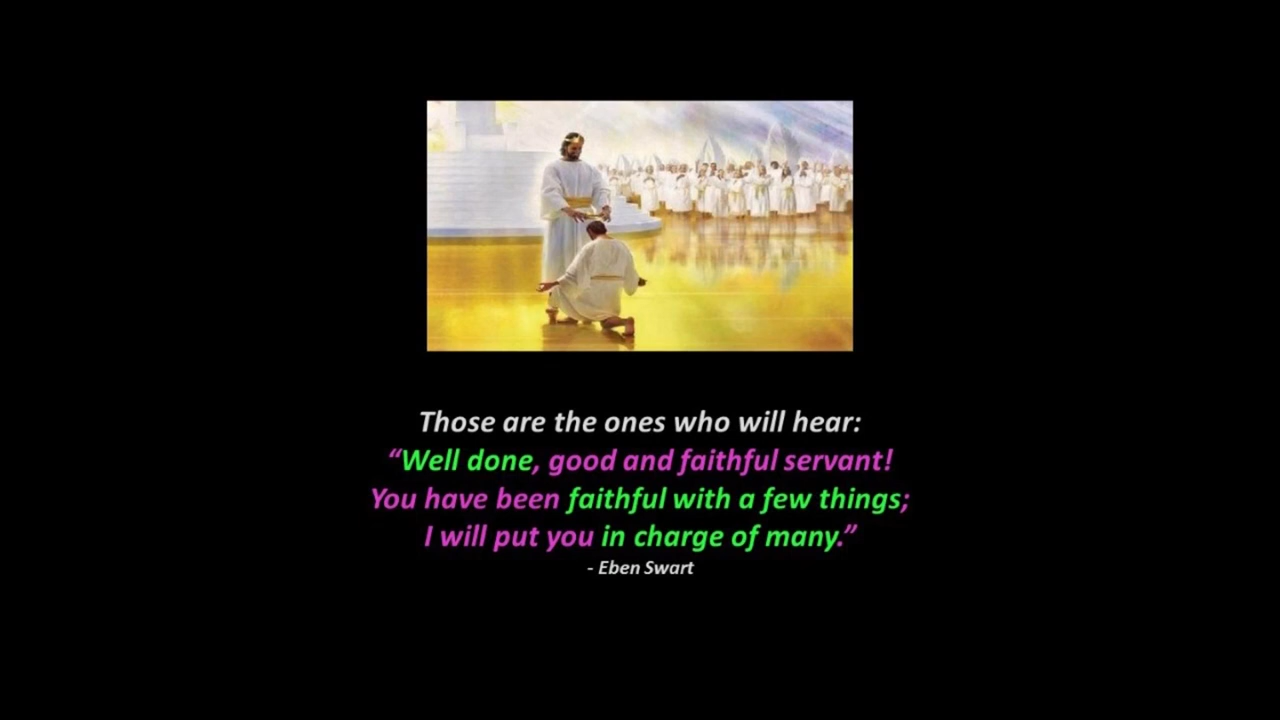 Those are the ones who will hear:
“Well done, good and faithful servant!
You have been faithful with a few things;
I will put you in charge of many.”
- Eben Swart